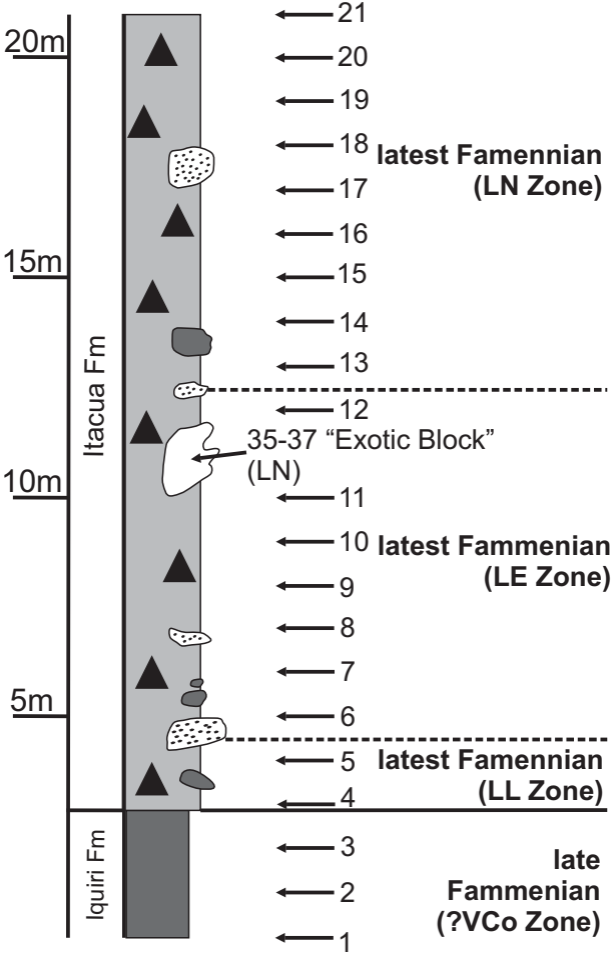 21
20m
20
19
18
latest Famennian
(LN Zone)
17
16
15m
15
14
13
12
35-37 “Exotic Block”
(LN)
10m
11
10
latest Fammenian
(LE Zone)
9
8
7
5m
6
5
latest Famennian
(LL Zone)
4
3
late
Fammenian
(?VCo Zone)
2
1
Itacua Fm
Iquiri Fm